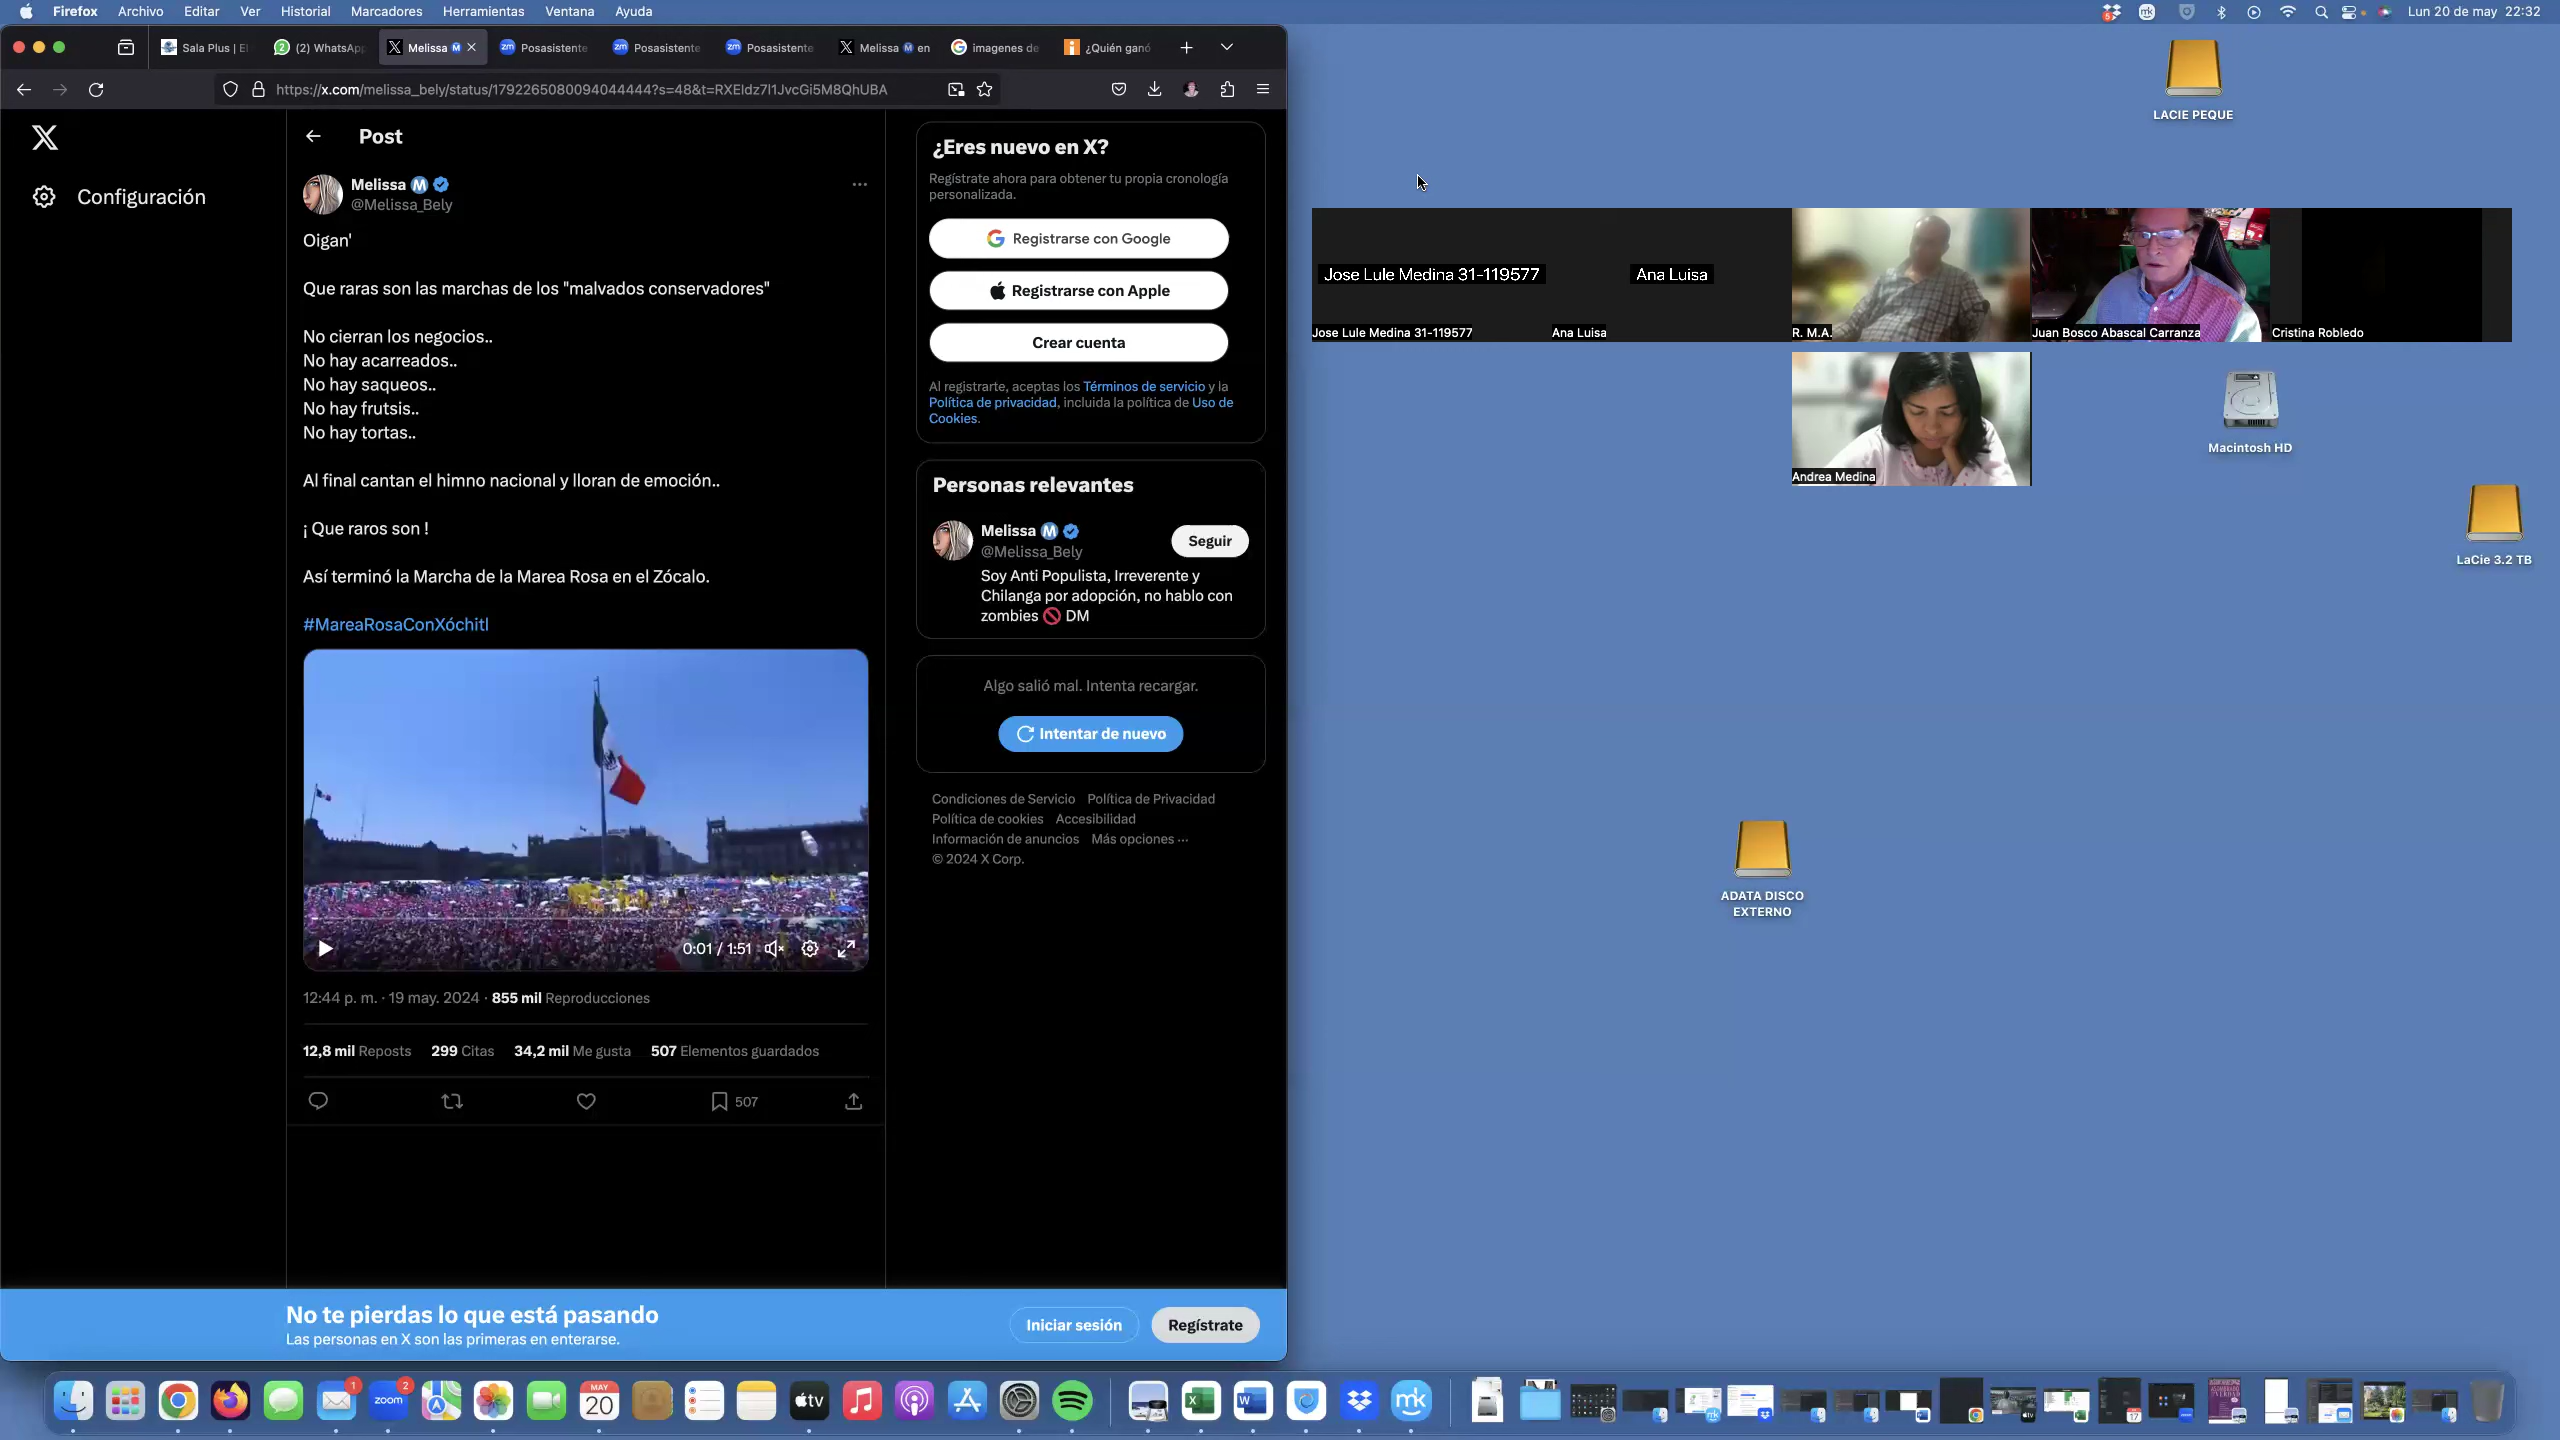 Firefox Archivo Editar Ver Historial Marcadores Herramientas Ventana Ayuda
Lun 20 de may 22:32
Sala Plus | El
(2) WhatsApp
Melissa M
Posasistente
Posasistente
Posasistente
Melissa M en
imagenes de
¿Quién ganó
https://x.com/melissa_bely/status/1792265080094044444?s=48&t=RXEldz7l1JvcGi5M8QhUBA
Configuración
Post
Melissa M
@Melissa_Bely
Oigan'
Que raras son las marchas de los "malvados conservadores"
No cierran los negocios..
No hay acarreados..
No hay saqueos..
No hay frutsis..
No hay tortas..
Al final cantan el himno nacional y lloran de emoción..
¡ Que raros son !
Así terminó la Marcha de la Marea Rosa en el Zócalo.
#MareaRosaConXóchitl
0:01 / 1:51
12:44 p. m. · 19 may. 2024 · 855 mil Reproducciones
12,8 mil Reposts 299 Citas 34,2 mil Me gusta 507 Elementos guardados
507
¿Eres nuevo en X?
Regístrate ahora para obtener tu propia cronología
personalizada.
Registrarse con Google
Registrarse con Apple
Crear cuenta
Al registrarte, aceptas los Términos de servicio y la
Política de privacidad, incluida la política de Uso de
Cookies.
Personas relevantes
Melissa M
@Melissa_Bely
Seguir
Soy Anti Populista, Irreverente y
Chilanga por adopción, no hablo con
zombies 🚫 DM
Algo salió mal. Intenta recargar.
Intentar de nuevo
Condiciones de Servicio Política de Privacidad
Política de cookies Accesibilidad
Información de anuncios Más opciones ···
© 2024 X Corp.
No te pierdas lo que está pasando
Las personas en X son las primeras en enterarse.
Iniciar sesión
Regístrate
LACIE PEQUE
Jose Lule Medina 31-119577
Ana Luisa
Jose Lule Medina 31-119577
Ana Luisa
R. M.A.
Juan Bosco Abascal Carranza
Cristina Robledo
Andrea Medina
Macintosh HD
LaCie 3.2 TB
ADATA DISCO
EXTERNO
1
zoom
2
MAY
20
tv
mk